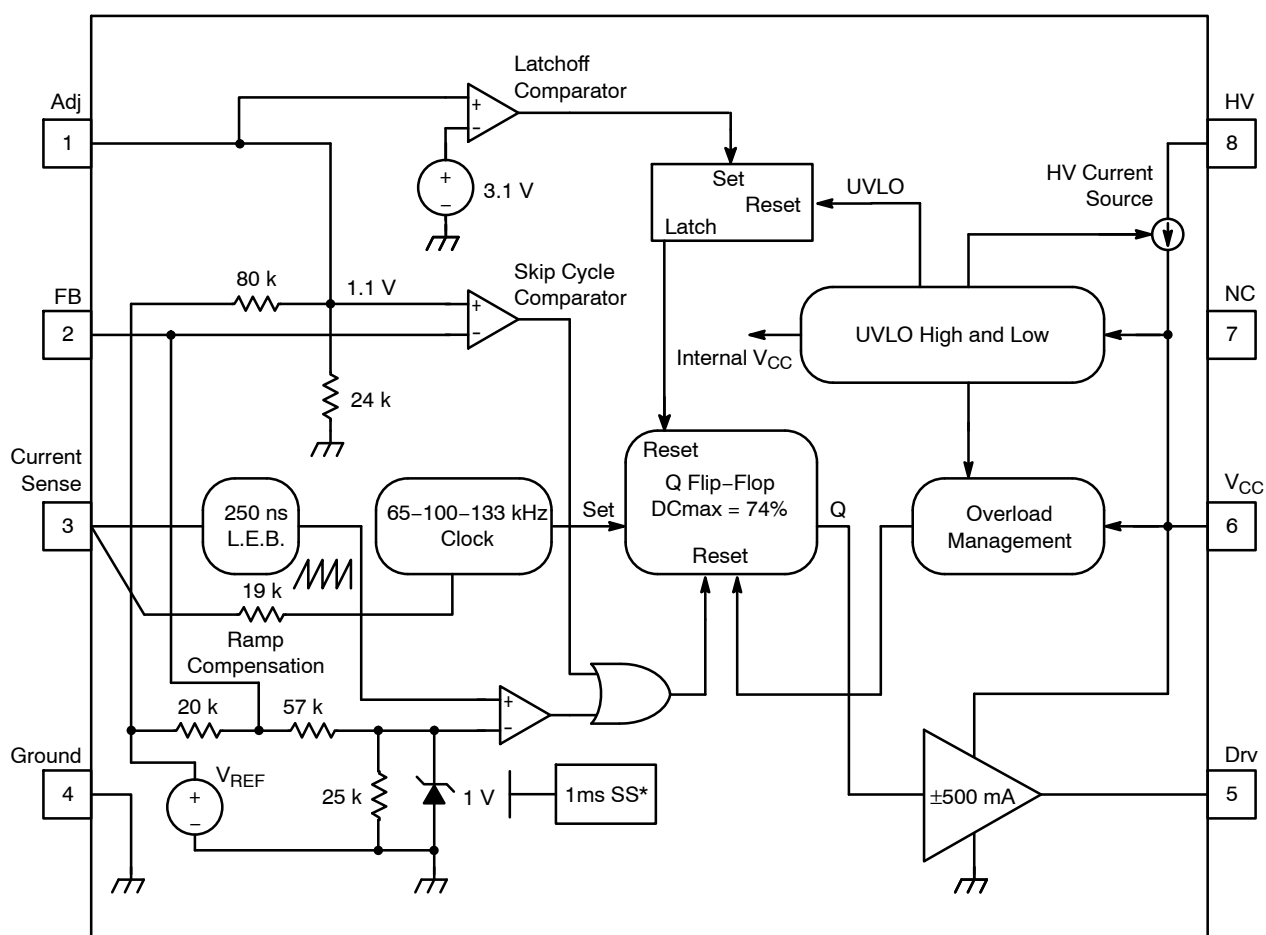 Latchoff
Comparator
Adj
1
+
−
+
−
3.1 V
Set
Reset
Latch
UVLO
HV
8
HV Current
Source
80 k
1.1 V
Skip Cycle
Comparator
FB
2
+
−
24 k
Internal VCC
UVLO High and Low
NC
7
Current
Sense
3
250 ns
L.E.B.
65−100−133 kHz
Clock
Set
Reset
Q Flip−Flop
DCmax = 74%
Reset
Q
Overload
Management
VCC
6
19 k
Ramp
Compensation
20 k
57 k
+
−
Ground
4
VREF
+
−
25 k
1 V
1ms SS*
±500 mA
Drv
5